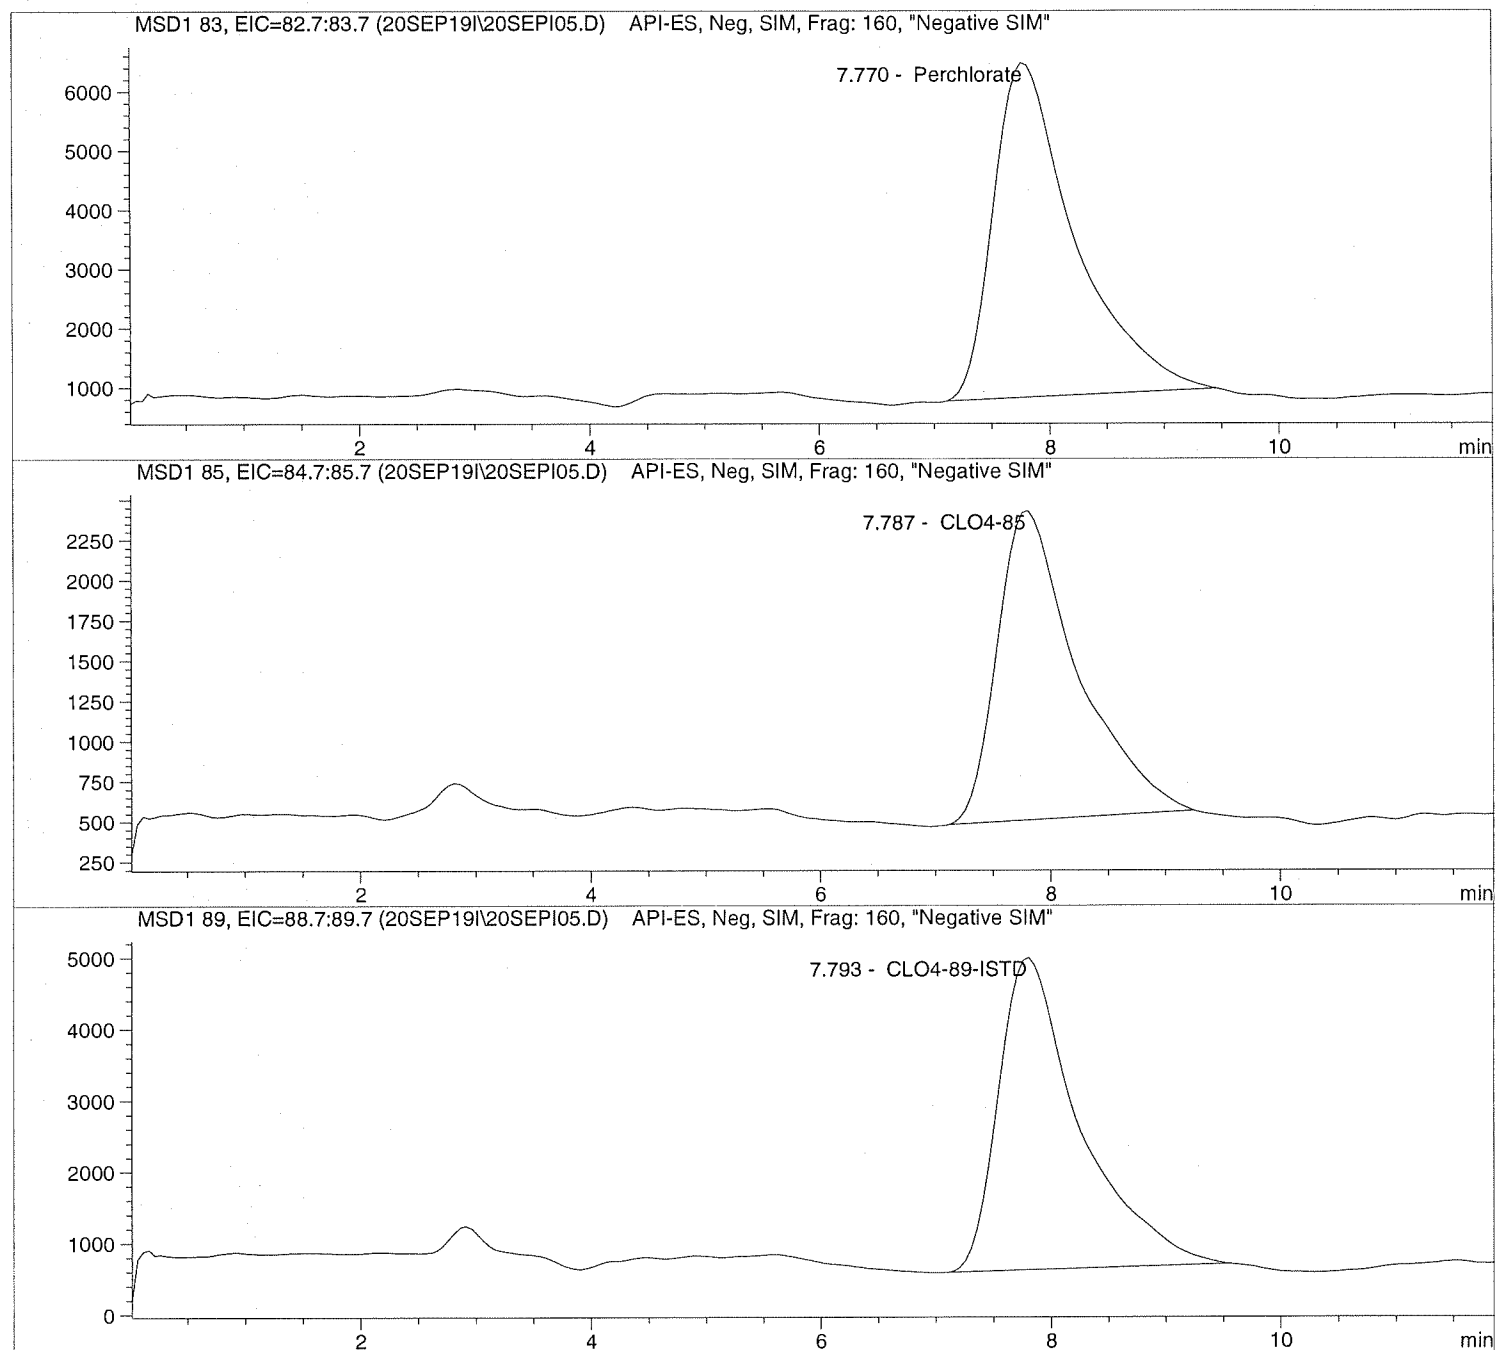 MSD1 83, EIC=82.7:83.7 (20SEP19I\20SEPI05.D) API-ES, Neg, SIM, Frag: 160, "Negative SIM"
7.770 - Perchlorate
6000
5000
4000
3000
2000
1000
2 4 6 8 10 min
MSD1 85, EIC=84.7:85.7 (20SEP19I\20SEPI05.D) API-ES, Neg, SIM, Frag: 160, "Negative SIM"
7.787 - CLO4-85
2250
2000
1750
1500
1250
1000
750
500
250
2 4 6 8 10 min
MSD1 89, EIC=88.7:89.7 (20SEP19I\20SEPI05.D) API-ES, Neg, SIM, Frag: 160, "Negative SIM"
7.793 - CLO4-89-ISTD
5000
4000
3000
2000
1000
0
2 4 6 8 10 min